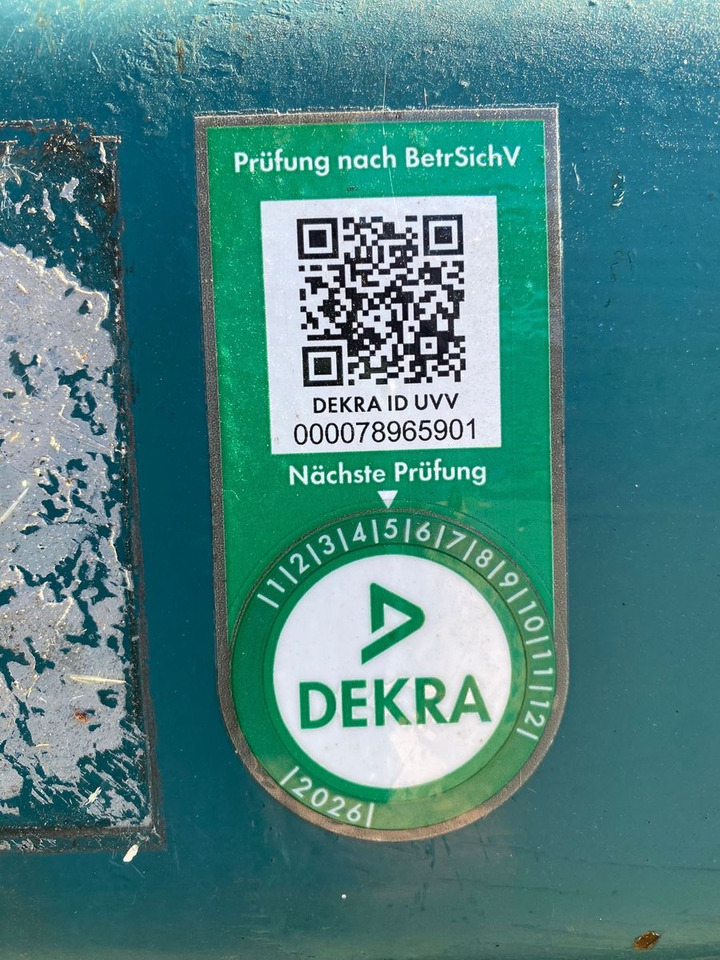 Prüfung nach BetrSichV
DEKRA ID UVV
000078965901
Nächste Prüfung
|1|2|3|4|5|6|7|8|9|10|11|12|
DEKRA
|2026|